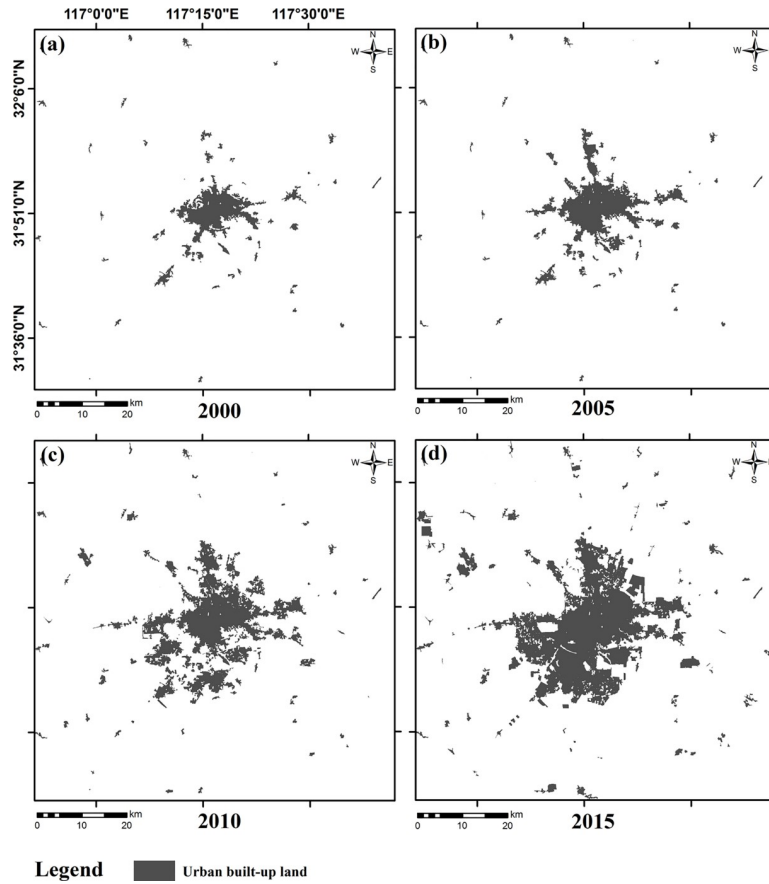 117°0'0"E 117°15'0"E 117°30'0"E
(a)
N
W E
S
32°6'0"N
31°51'0"N
31°36'0"N
km
0 10 20
2000
(b)
N
W E
S
km
0 10 20
2005
(c)
N
W E
S
km
0 10 20
2010
(d)
N
W
S
km
0 10 20
2015
Legend Urban built-up land